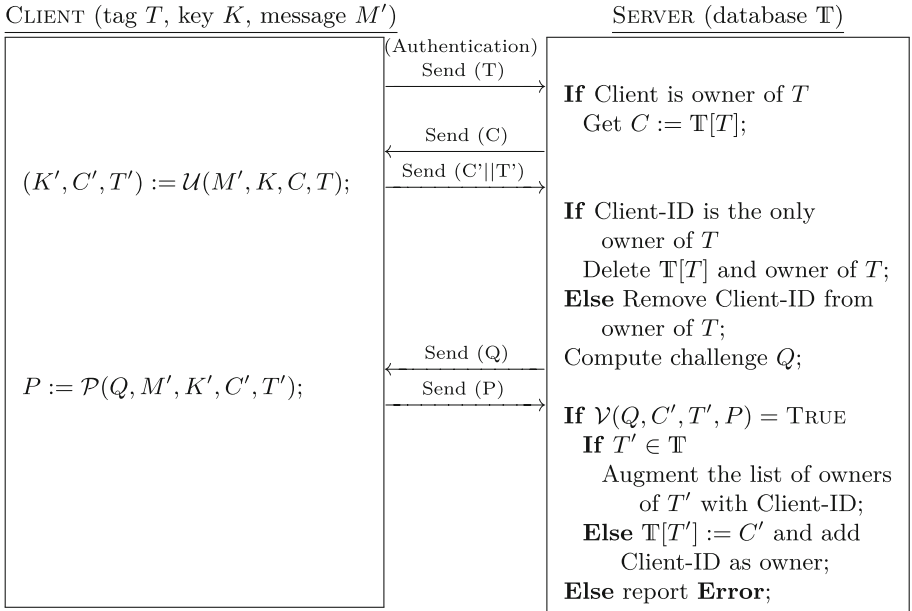 CLIENT (tag T, key K, message M′) SERVER (database 𝕋)
(Authentication)
Send (T)
If Client is owner of T
Get C := 𝕋[T];
Send (C)
Send (C'||T')
(K′, C′, T′) := 𝒰(M′, K, C, T);
If Client-ID is the only
owner of T
Delete 𝕋[T] and owner of T;
Else Remove Client-ID from
owner of T;
Compute challenge Q;
Send (Q)
P := 𝒫(Q, M′, K′, C′, T′);
Send (P)
If 𝒱(Q, C′, T′, P) = TRUE
If T′ ∈ 𝕋
Augment the list of owners
of T′ with Client-ID;
Else 𝕋[T′] := C′ and add
Client-ID as owner;
Else report Error;